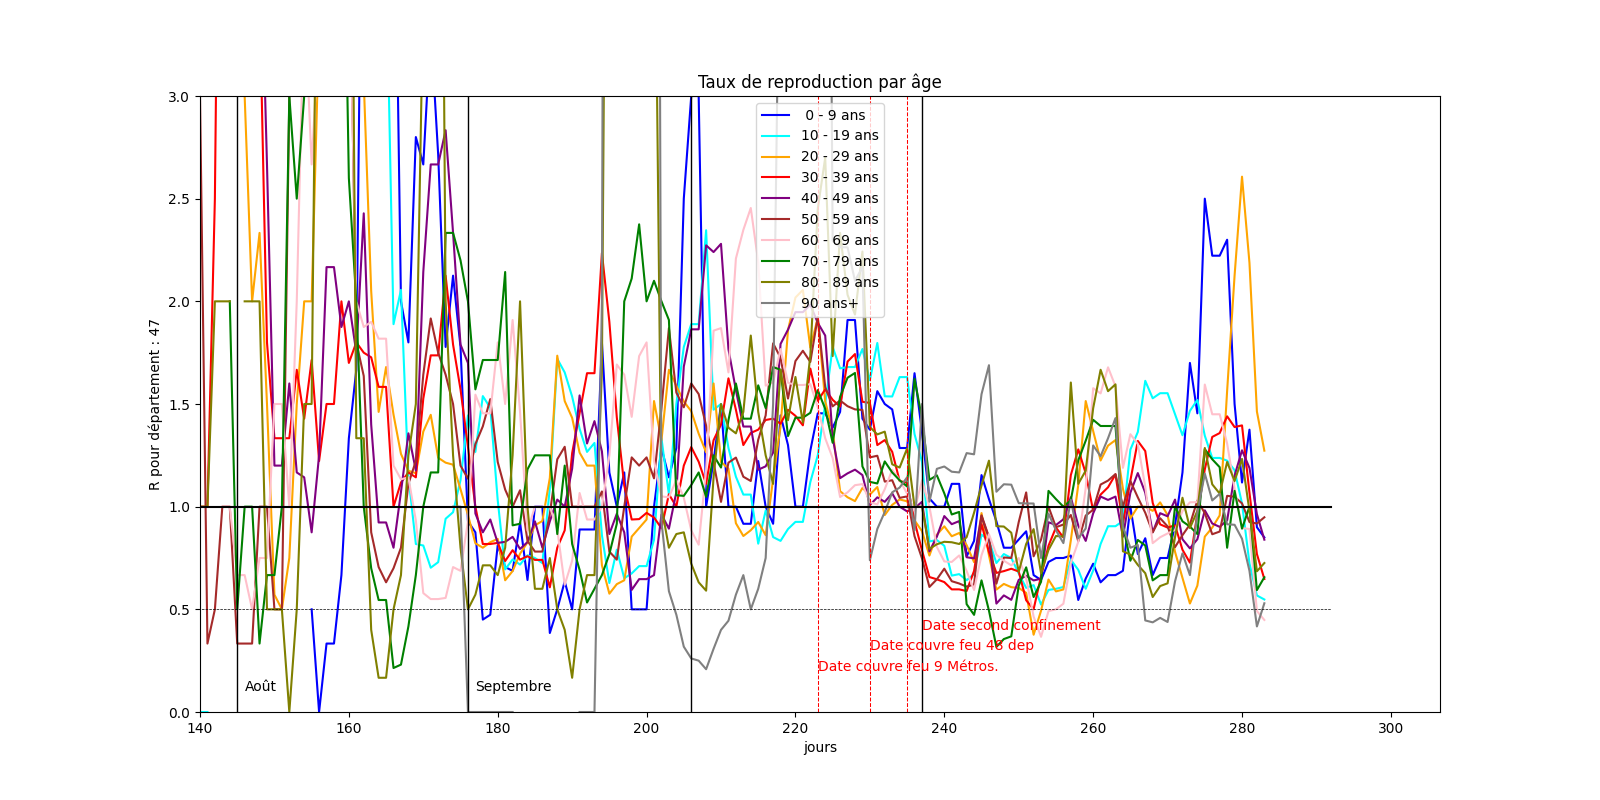 Taux de reproduction par âge
R pour département : 47
3.0
2.5
2.0
1.5
1.0
0.5
0.0
0 - 9 ans
10 - 19 ans
20 - 29 ans
30 - 39 ans
40 - 49 ans
50 - 59 ans
60 - 69 ans
70 - 79 ans
80 - 89 ans
90 ans+
Date second confinement
Date couvre feu 48 dep
Date couvre feu 9 Métros.
Août
Septembre
140
160
180
200
220
240
260
280
300
jours